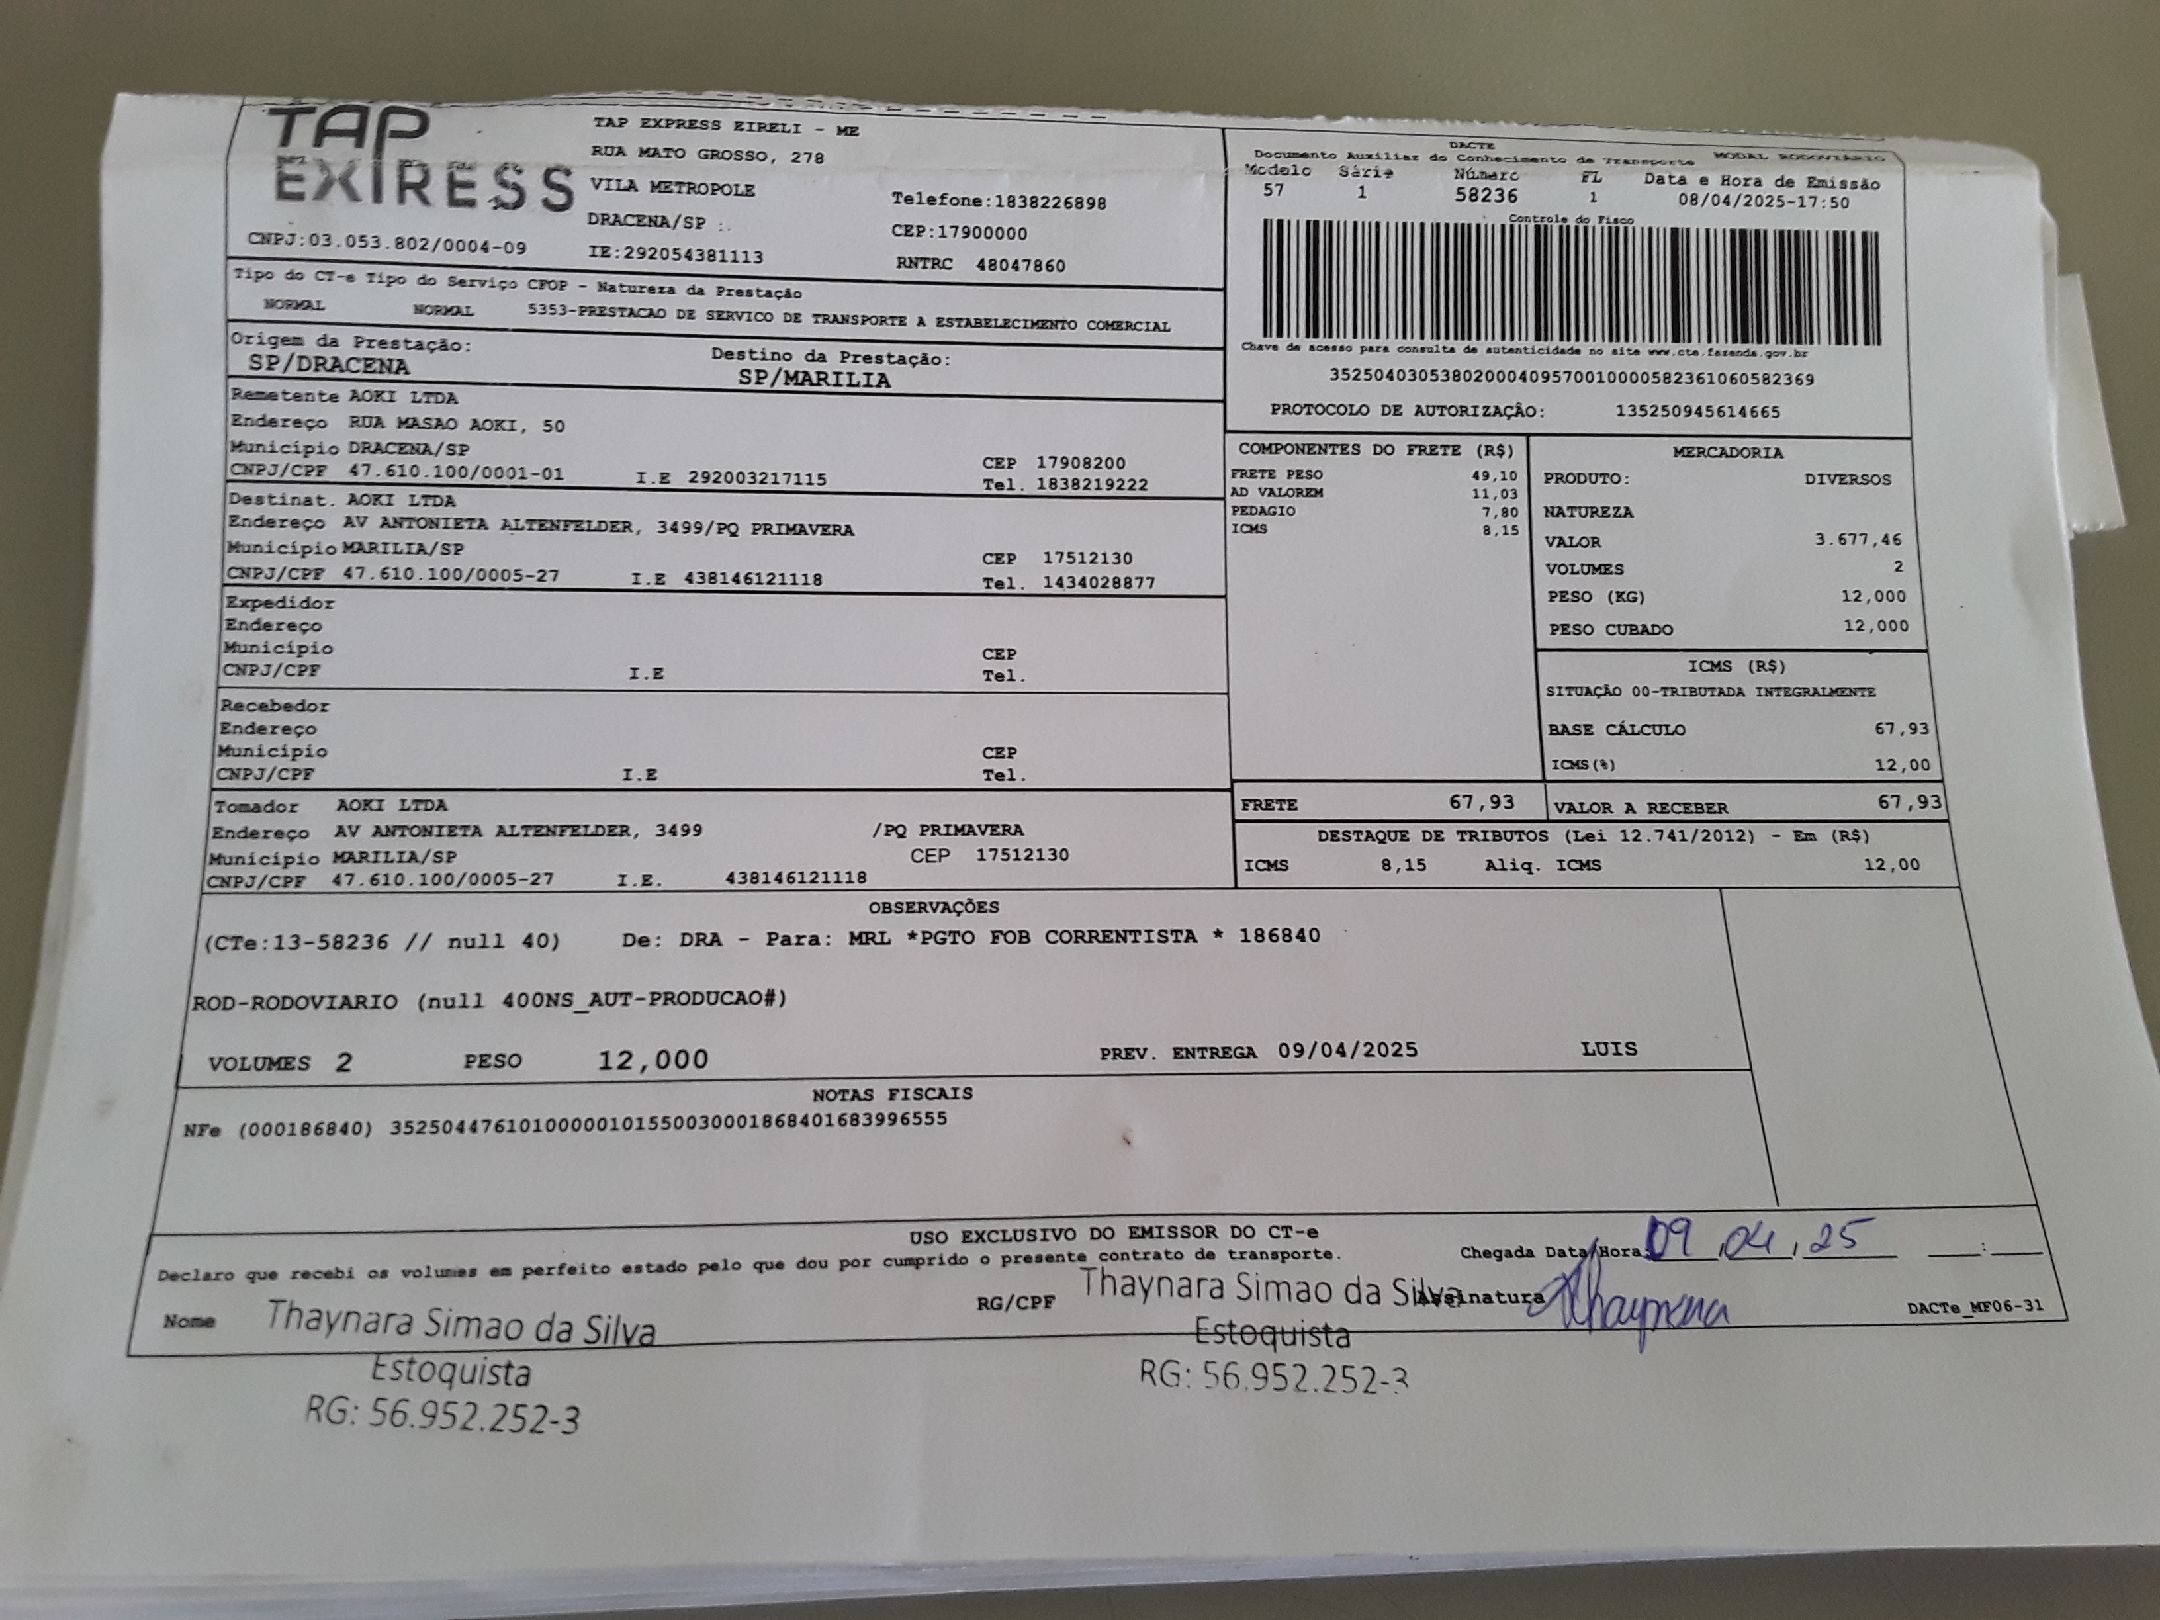 TAP
EXPRESS
CNPJ:03.053.802/0004-09
TAP EXPRESS EIRELI - ME
RUA MATO GROSSO, 278
VILA METROPOLE
Telefone:1838226898
DRACENA/SP
CEP:17900000
IE:292054381113
RNTRC 48047860
DACTE
Documento Auxiliar do Conhecimento de Transporte MODAL RODOVIÁRIO
Modelo Série Número FL Data e Hora de Emissão
57 1 58236 1 08/04/2025-17:50
Controle do Fisco
Chave de acesso para consulta de autenticidade no site www.cte.fazenda.gov.br
35250403053802000409570010000582361060582369
PROTOCOLO DE AUTORIZAÇÂO: 135250945614665
Tipo do CT-e Tipo do Serviço CFOP - Natureza da Prestação
NORMAL NORMAL 5353-PRESTACAO DE SERVICO DE TRANSPORTE A ESTABELECIMENTO COMERCIAL
Origem da Prestação: Destino da Prestação:
SP/DRACENA SP/MARILIA
Remetente AOKI LTDA
Endereço RUA MASAO AOKI, 50
Município DRACENA/SP CEP 17908200
CNPJ/CPF 47.610.100/0001-01 I.E 292003217115 Tel. 1838219222
Destinat. AOKI LTDA
Endereço AV ANTONIETA ALTENFELDER, 3499/PQ PRIMAVERA
Município MARILIA/SP CEP 17512130
CNPJ/CPF 47.610.100/0005-27 I.E 438146121118 Tel. 1434028877
Expedidor
Endereço
Município CEP
CNPJ/CPF I.E Tel.
Recebedor
Endereço
Município CEP
CNPJ/CPF I.E Tel.
Tomador AOKI LTDA
Endereço AV ANTONIETA ALTENFELDER, 3499 /PQ PRIMAVERA
Município MARILIA/SP CEP 17512130
CNPJ/CPF 47.610.100/0005-27 I.E. 438146121118
COMPONENTES DO FRETE (R$)
FRETE PESO 49,10
AD VALOREM 11,03
PEDAGIO 7,80
ICMS 8,15
MERCADORIA
PRODUTO: DIVERSOS
NATUREZA
VALOR 3.677,46
VOLUMES 2
PESO (KG) 12,000
PESO CUBADO 12,000
ICMS (R$)
SITUAÇÃO 00-TRIBUTADA INTEGRALMENTE
BASE CÁLCULO 67,93
ICMS(%) 12,00
FRETE 67,93 VALOR A RECEBER 67,93
DESTAQUE DE TRIBUTOS (Lei 12.741/2012) - Em (R$)
ICMS 8,15 Aliq. ICMS 12,00
OBSERVAÇÕES
(CTe:13-58236 // null 40) De: DRA - Para: MRL *PGTO FOB CORRENTISTA * 186840
ROD-RODOVIARIO (null 400NS_AUT-PRODUCAO#)
VOLUMES 2 PESO 12,000 PREV. ENTREGA 09/04/2025 LUIS
NOTAS FISCAIS
NFe (000186840) 35250447610100000101550030001868401683996555
USO EXCLUSIVO DO EMISSOR DO CT-e
Declaro que recebi os volumes em perfeito estado pelo que dou por cumprido o presente contrato de transporte.
Chegada Data/Hora: 09 04 25 :
Nome Thaynara Simao da Silva
Estoquista
RG: 56.952.252-3
RG/CPF Thaynara Simao da Silva
Estoquista
RG: 56.952.252-3
Assinatura Thaynara
DACTe_MF06-31